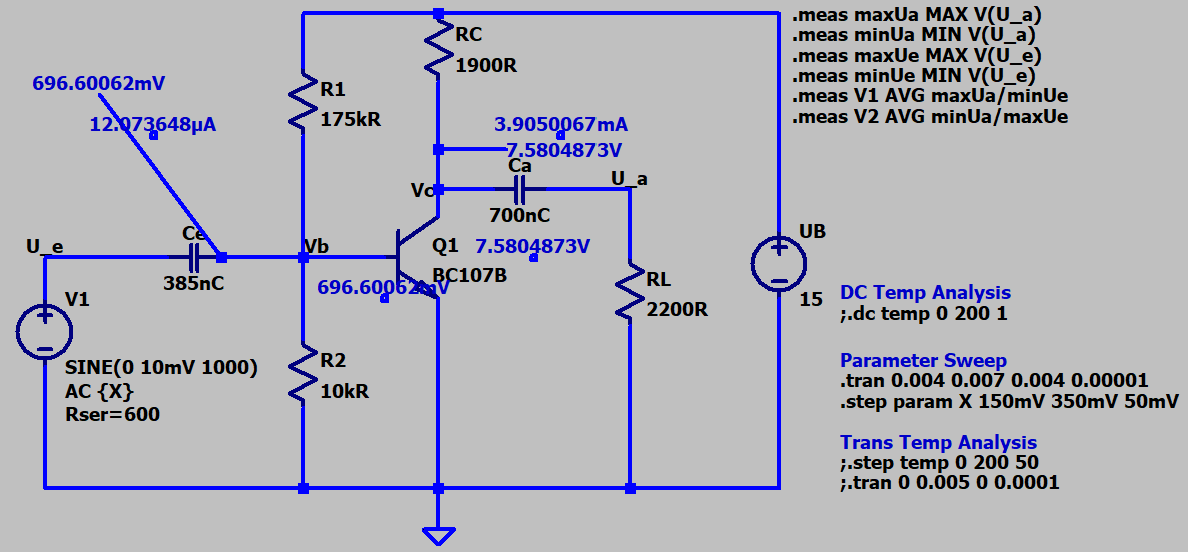 .meas maxUa MAX V(U_a)
.meas minUa MIN V(U_a)
.meas maxUe MAX V(U_e)
.meas minUe MIN V(U_e)
.meas V1 AVG maxUa/minUe
.meas V2 AVG minUa/maxUe
RC
1900R
696.60062mV
R1
175kR
12.073648µA
3.9050067mA
7.5804873V
Ca
Vc
U_a
700nC
U_e
Ce
Vb
Q1
7.5804873V
BC107B
385nC
696.60062mV
UB
15
RL
2200R
V1
SINE(0 10mV 1000)
AC {X}
Rser=600
R2
10kR
DC Temp Analysis
;.dc temp 0 200 1
Parameter Sweep
.tran 0.004 0.007 0.004 0.00001
.step param X 150mV 350mV 50mV
Trans Temp Analysis
;.step temp 0 200 50
;.tran 0 0.005 0 0.0001